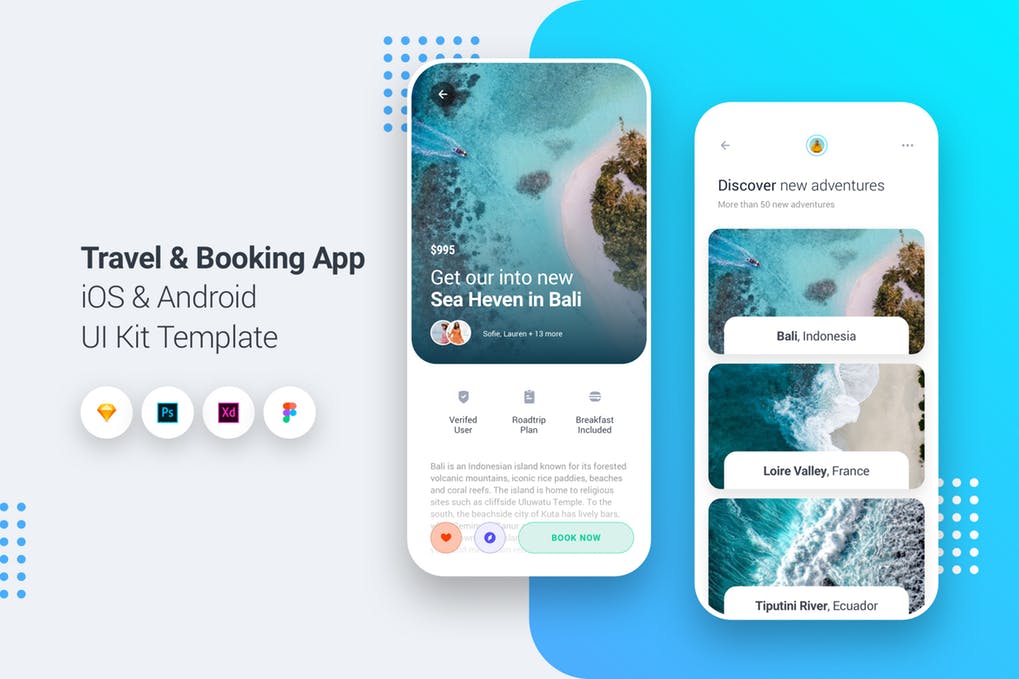 Travel & Booking App
iOS & Android
UI Kit Template
Ps
Xd
$995
Get our into new
Sea Heven in Bali
Sofie, Lauren + 13 more
Verifed
User
Roadtrip
Plan
Breakfast
Included
Bali is an Indonesian island known for its forested
volcanic mountains, iconic rice paddies, beaches
and coral reefs. The island is home to religious
sites such as cliffside Uluwatu Temple. To the
south, the beachside city of Kuta has lively bars,
BOOK NOW
Discover new adventures
More than 50 new adventures
Bali, Indonesia
Loire Valley, France
Tiputini River, Ecuador